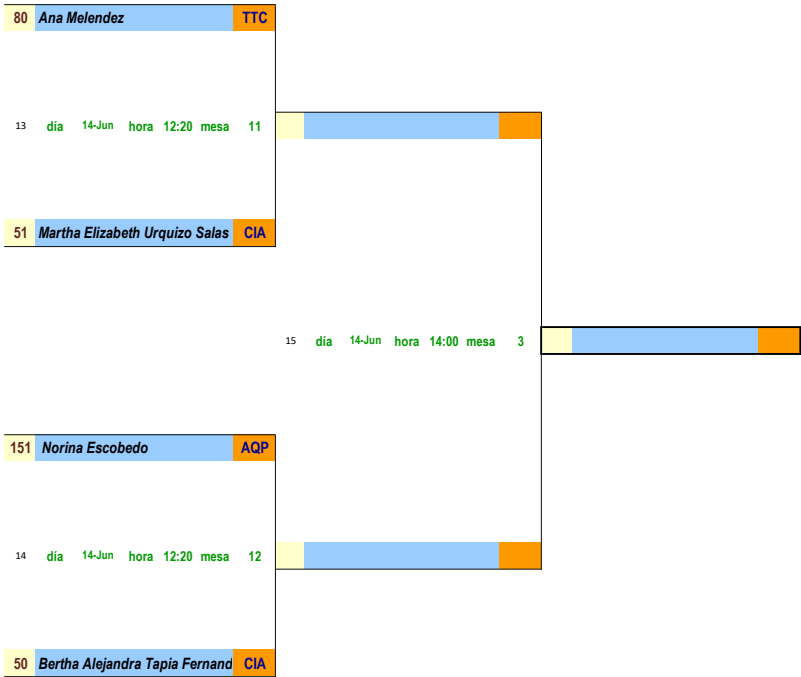 80 Ana Melendez TTC
13 día 14-Jun hora 12:20 mesa 11
51 Martha Elizabeth Urquizo Salas CIA
15 día 14-Jun hora 14:00 mesa 3
151 Norina Escobedo AQP
14 día 14-Jun hora 12:20 mesa 12
50 Bertha Alejandra Tapia Fernand CIA